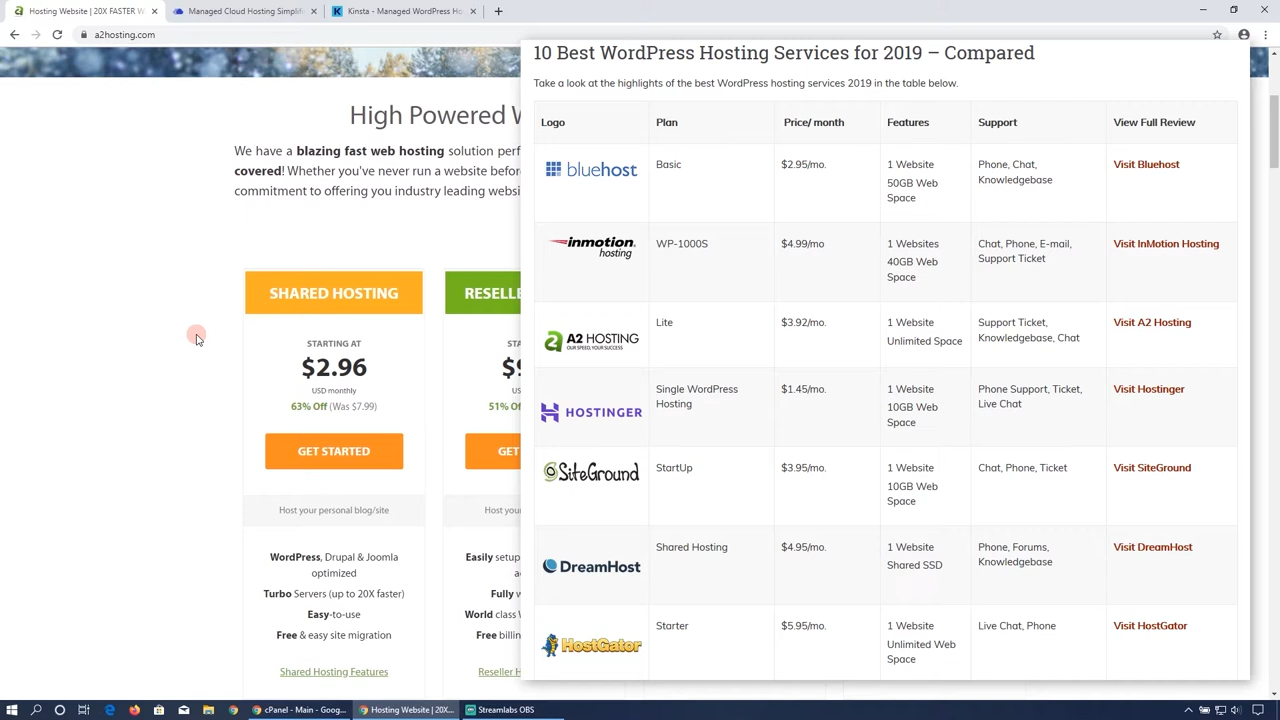 Hosting Website | 20X FASTER W
Managed Cloud Hosting Simplifi
Kinsta - Managed WordPress Ho
a2hosting.com
High Powered W
We have a blazing fast web hosting solution perf
covered! Whether you've never run a website before
commitment to offering you industry leading websi
SHARED HOSTING
STARTING AT
$2.96
USD monthly
63% Off (Was $7.99)
GET STARTED
Host your personal blog/site
WordPress, Drupal & Joomla
optimized
Turbo Servers (up to 20X faster)
Easy-to-use
Free & easy site migration
Shared Hosting Features
RESELLE
STA
$9
US
51% Of
GET
Host you
Easily setup
Fully w
World class W
Free billin
Reseller H
10 Best WordPress Hosting Services for 2019 – Compared
Take a look at the highlights of the best WordPress hosting services 2019 in the table below.
Logo Plan Price/ month Features Support View Full Review
bluehost Basic $2.95/mo. 1 Website Phone, Chat, Visit Bluehost
50GB Web Knowledgebase
Space
inmotion hosting WP-1000S $4.99/mo 1 Websites Chat, Phone, E-mail, Visit InMotion Hosting
40GB Web Support Ticket
Space
A2 HOSTING Lite $3.92/mo. 1 Website Support Ticket, Visit A2 Hosting
OUR SPEED, YOUR SUCCESS Unlimited Space Knowledgebase, Chat
HOSTINGER Single WordPress $1.45/mo. 1 Website Phone Support, Ticket, Visit Hostinger
Hosting 10GB Web Live Chat
Space
SiteGround StartUp $3.95/mo. 1 Website Chat, Phone, Ticket Visit SiteGround
10GB Web
Space
DreamHost Shared Hosting $4.95/mo. 1 Website Phone, Forums, Visit DreamHost
Shared SSD Knowledgebase
HostGator Starter $5.95/mo. 1 Website Live Chat, Phone Visit HostGator
Unlimited Web
Space
cPanel - Main - Goog...
Hosting Website | 20X...
Streamlabs OBS